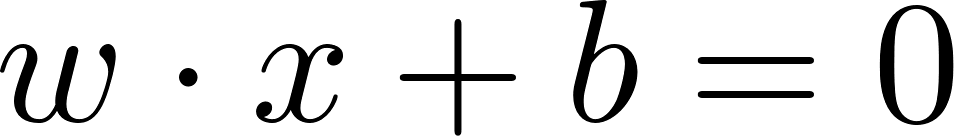 w · x + b = 0